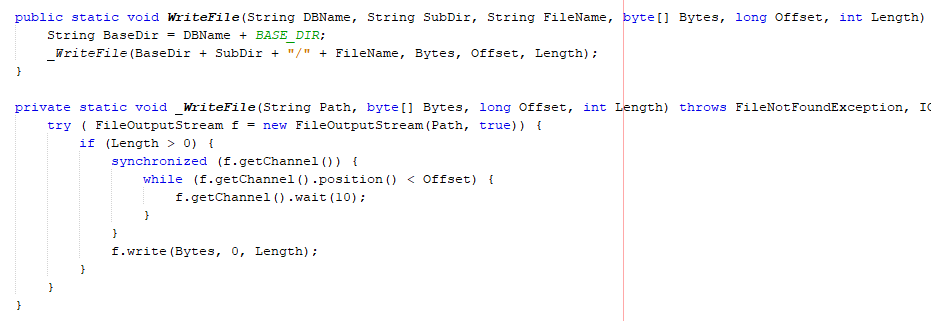 public static void WriteFile(String DBName, String SubDir, String FileName, byte[] Bytes, long Offset, int Length)
    String BaseDir = DBName + BASE_DIR;
    _WriteFile(BaseDir + SubDir + "/" + FileName, Bytes, Offset, Length);
}
private static void _WriteFile(String Path, byte[] Bytes, long Offset, int Length) throws FileNotFoundException, IO
    try ( FileOutputStream f = new FileOutputStream(Path, true)) {
        if (Length > 0) {
            synchronized (f.getChannel()) {
                while (f.getChannel().position() < Offset) {
                    f.getChannel().wait(10);
                }
            }
            f.write(Bytes, 0, Length);
        }
    }
}